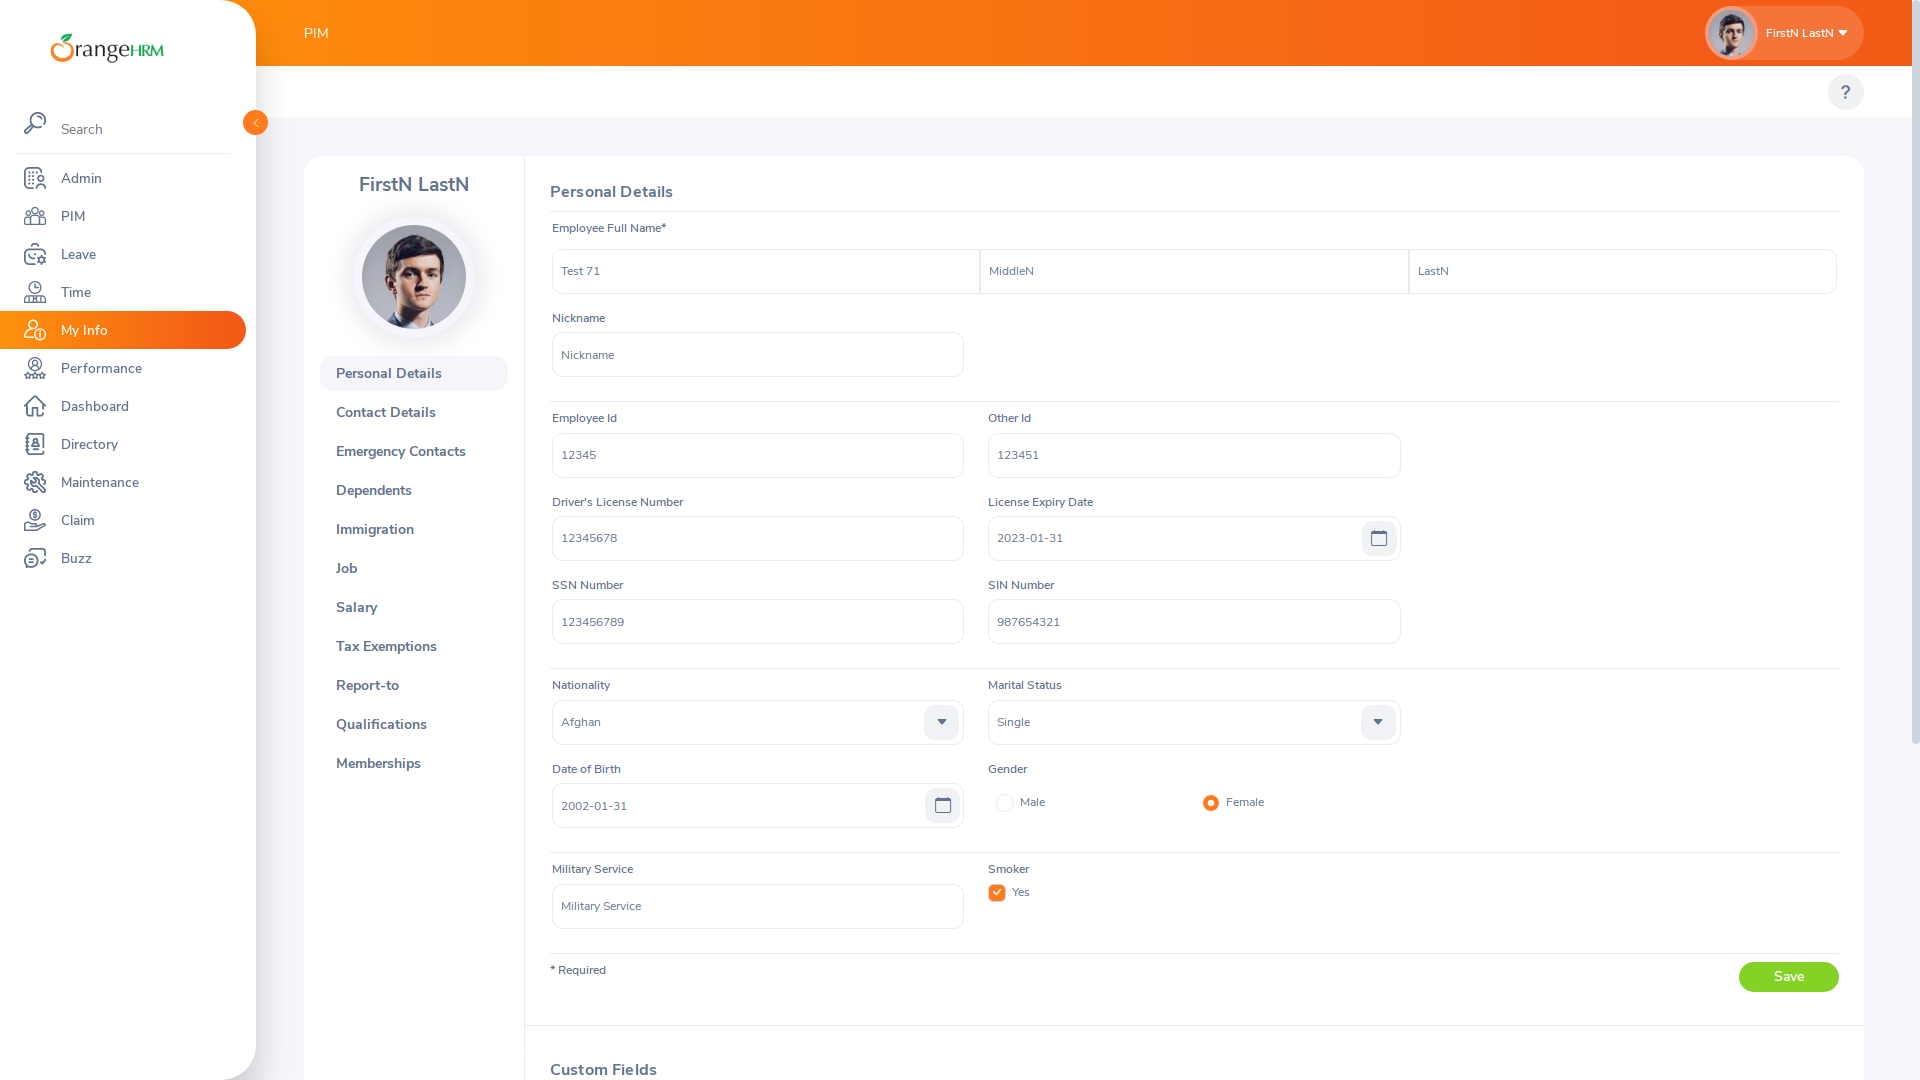 OrangeHRM
PIM
FirstN LastN
?
Search
Admin
PIM
Leave
Time
My Info
Performance
Dashboard
Directory
Maintenance
Claim
Buzz
FirstN LastN
Personal Details
Contact Details
Emergency Contacts
Dependents
Immigration
Job
Salary
Tax Exemptions
Report-to
Qualifications
Memberships
Personal Details
Employee Full Name*
Test 71 MiddleN LastN
Nickname
Nickname
Employee Id Other Id
12345 123451
Driver's License Number License Expiry Date
12345678 2023-01-31
SSN Number SIN Number
123456789 987654321
Nationality Marital Status
Afghan Single
Date of Birth Gender
2002-01-31 Male Female
Military Service Smoker
Military Service Yes
* Required Save
Custom Fields